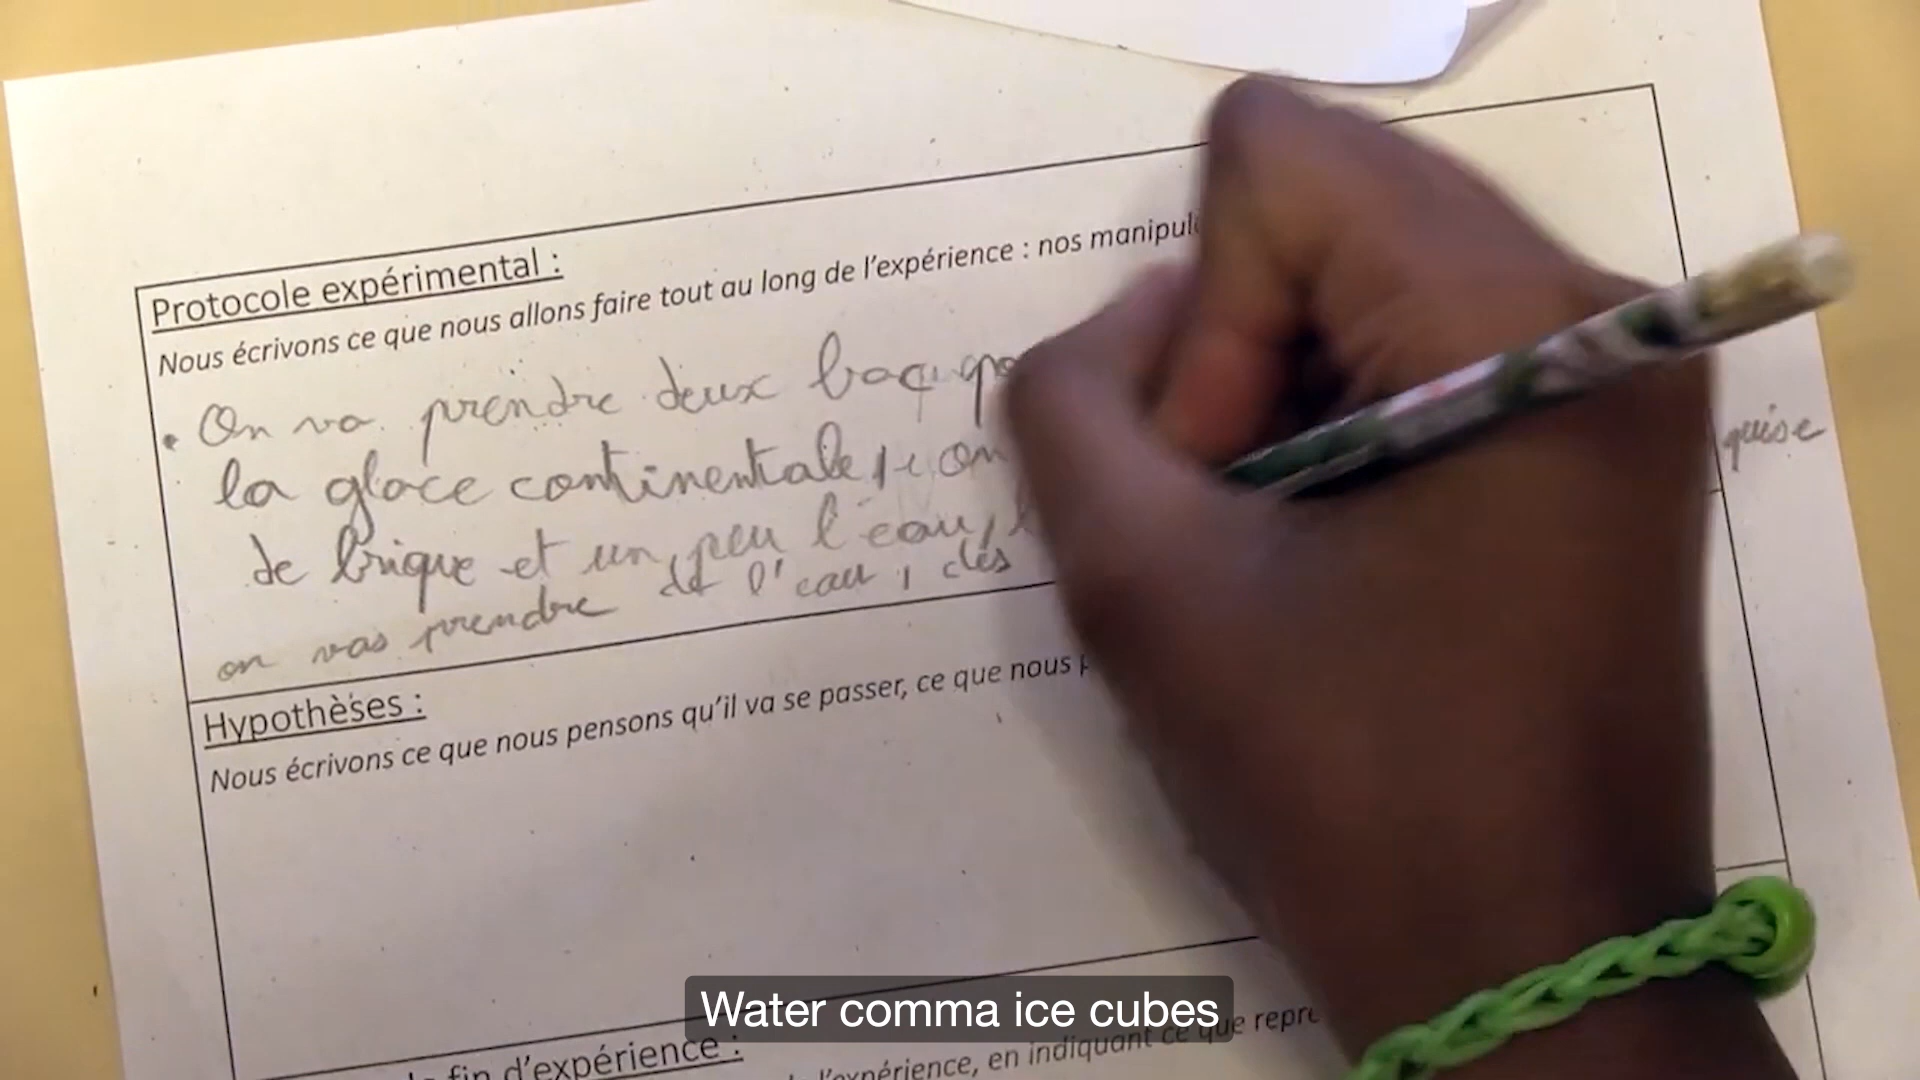 Protocole expérimental :
Nous écrivons ce que nous allons faire tout au long de l'expérience : nos
On va prendre deux
la glace continentale on quise
de brique et un peu l'eau,
on vas prendre de l'eau, des
Hypothèses :
Nous écrivons ce que nous pensons qu'il va se passer, ce que nous
fin d'expérience :
l'expérience, en indiquant ce que
Water comma ice cubes